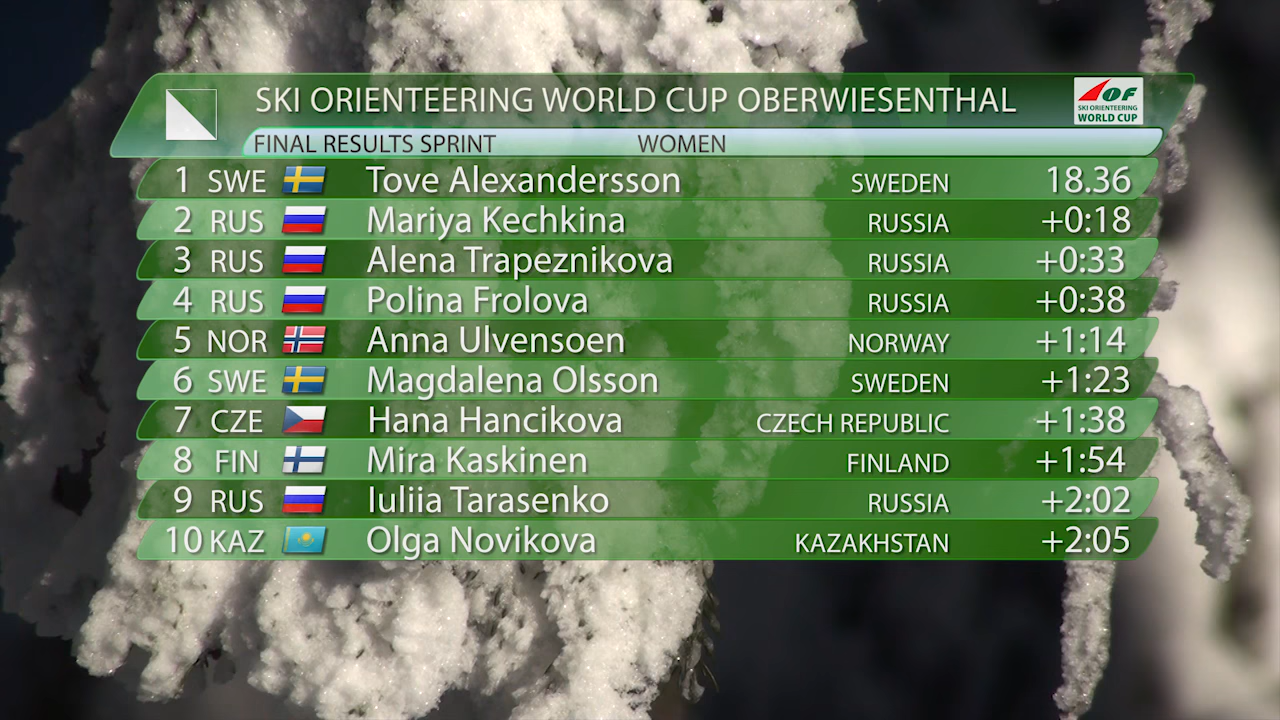 SKI ORIENTEERING WORLD CUP OBERWIESENTHAL
IOF
SKI ORIENTEERING
WORLD CUP
FINAL RESULTS SPRINT WOMEN
1 SWE Tove Alexandersson SWEDEN 18.36
2 RUS Mariya Kechkina RUSSIA +0:18
3 RUS Alena Trapeznikova RUSSIA +0:33
4 RUS Polina Frolova RUSSIA +0:38
5 NOR Anna Ulvensoen NORWAY +1:14
6 SWE Magdalena Olsson SWEDEN +1:23
7 CZE Hana Hancikova CZECH REPUBLIC +1:38
8 FIN Mira Kaskinen FINLAND +1:54
9 RUS Iuliia Tarasenko RUSSIA +2:02
10 KAZ Olga Novikova KAZAKHSTAN +2:05